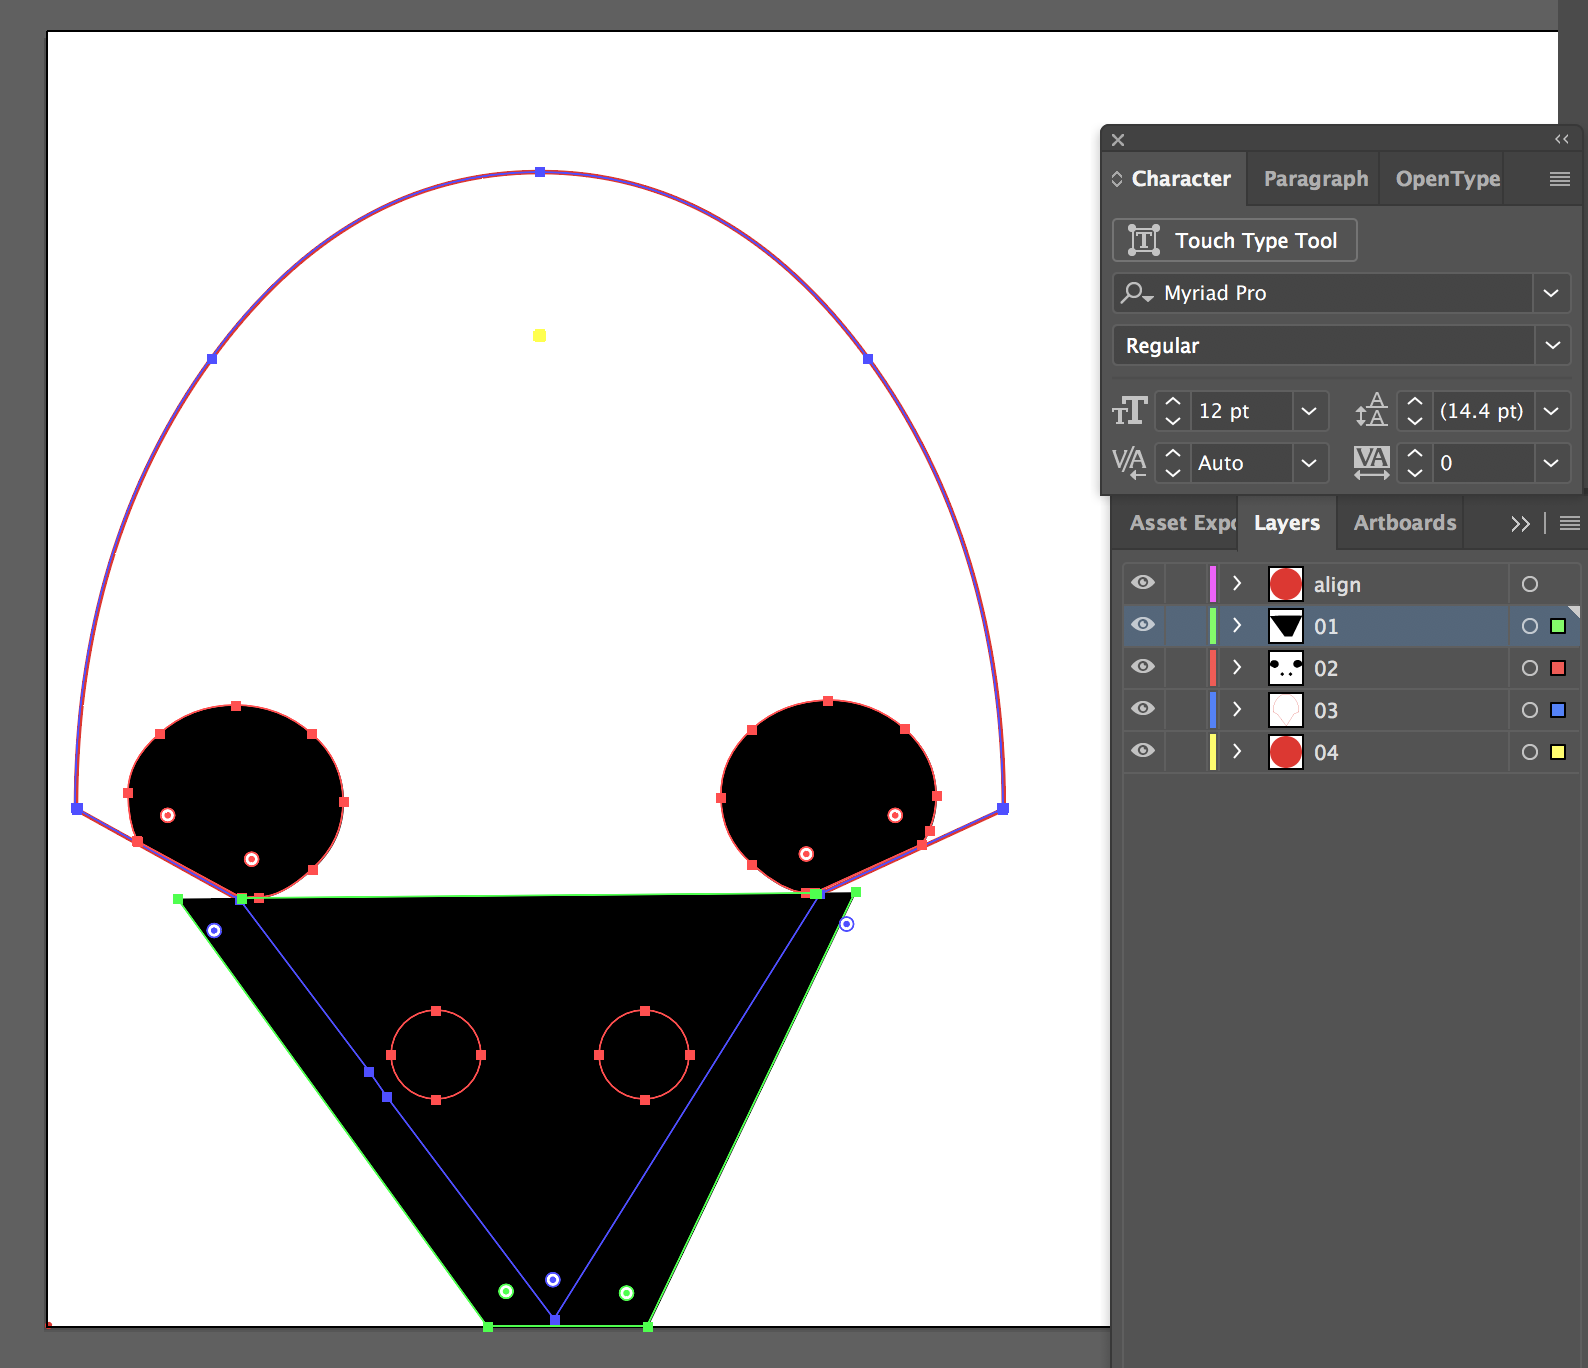 Character Paragraph OpenType
Touch Type Tool
Myriad Pro
Regular
12 pt (14.4 pt)
Auto 0
Asset Expo Layers Artboards
align
01
02
03
04